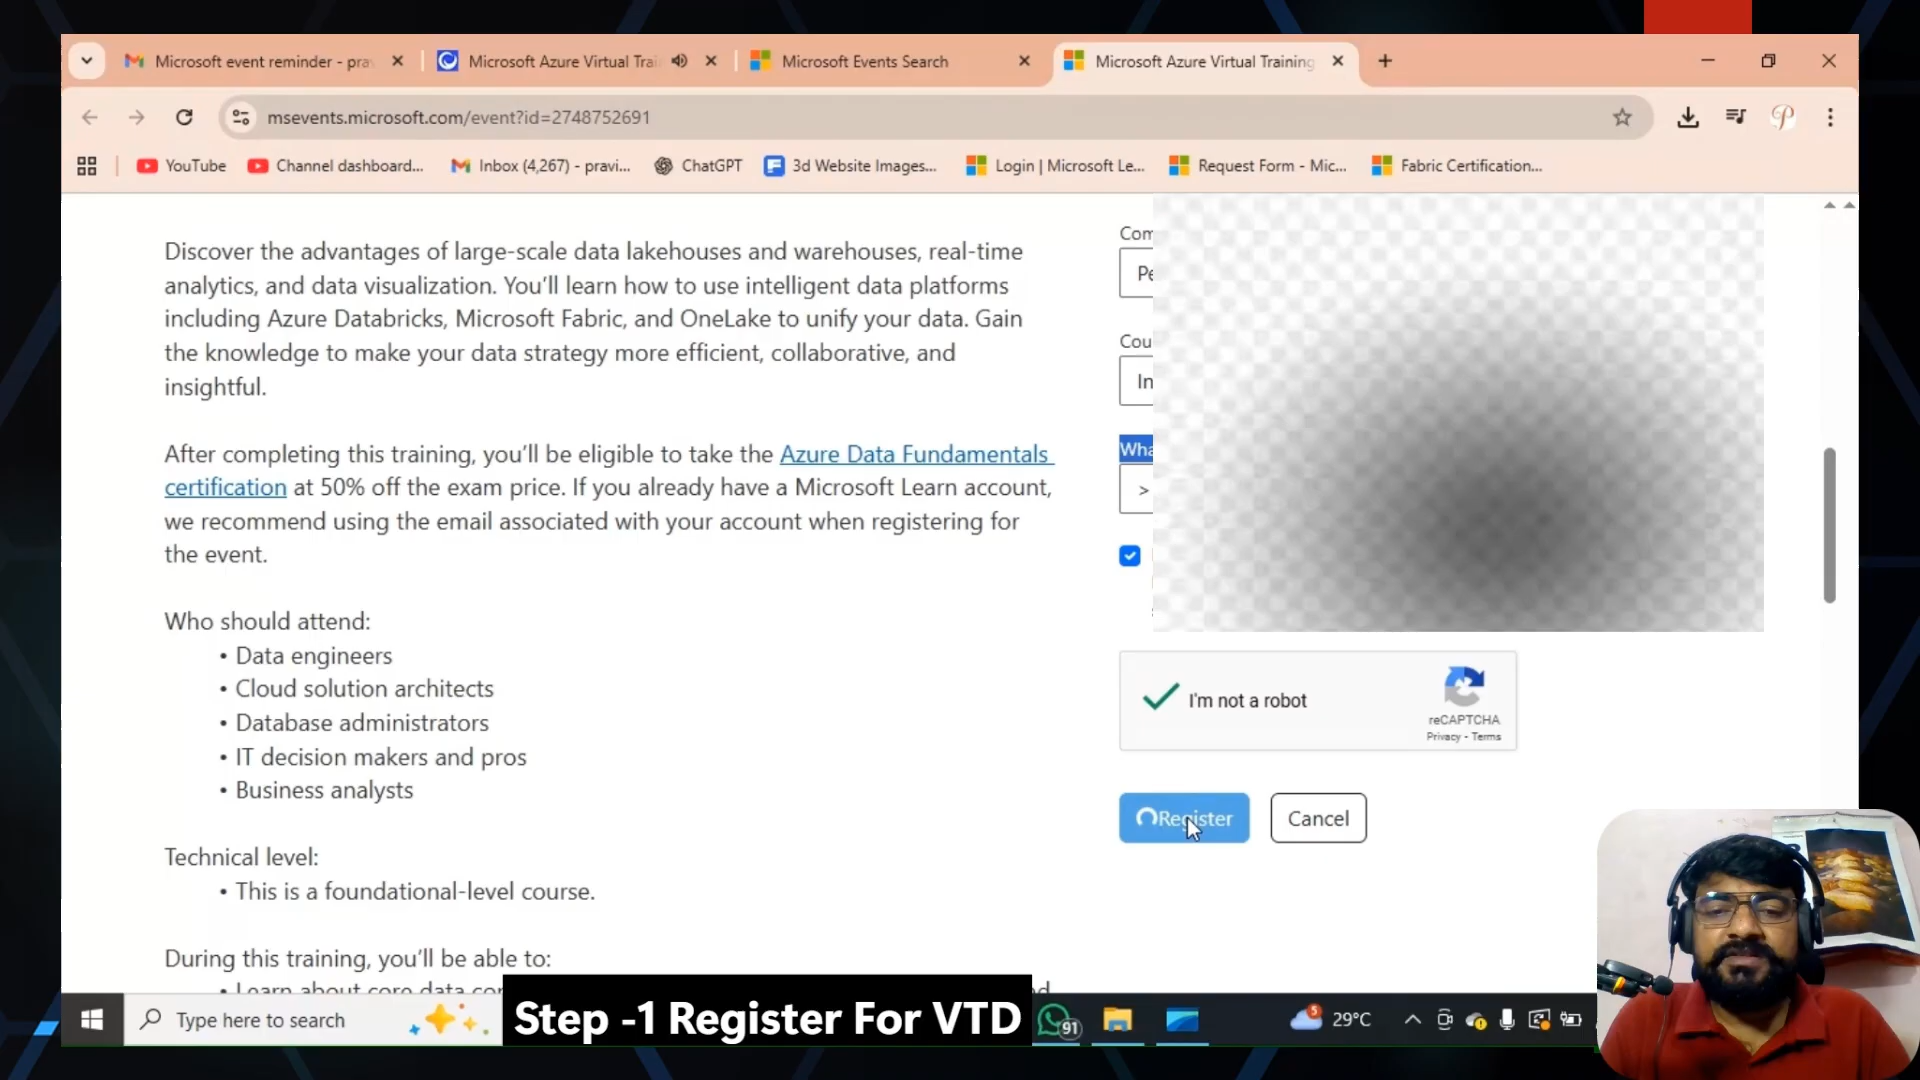 Microsoft event reminder - prav
Microsoft Azure Virtual Trai
Microsoft Events Search
Microsoft Azure Virtual Training
msevents.microsoft.com/event?id=2748752691
YouTube
Channel dashboard...
Inbox (4,267) - pravi...
ChatGPT
3d Website Images...
Login | Microsoft Le...
Request Form - Mic...
Fabric Certification...
Discover the advantages of large-scale data lakehouses and warehouses, real-time
analytics, and data visualization. You’ll learn how to use intelligent data platforms
including Azure Databricks, Microsoft Fabric, and OneLake to unify your data. Gain
the knowledge to make your data strategy more efficient, collaborative, and
insightful.
After completing this training, you’ll be eligible to take the Azure Data Fundamentals
certification at 50% off the exam price. If you already have a Microsoft Learn account,
we recommend using the email associated with your account when registering for
the event.
Who should attend:
• Data engineers
• Cloud solution architects
• Database administrators
• IT decision makers and pros
• Business analysts
Technical level:
• This is a foundational-level course.
During this training, you’ll be able to:
• Learn about core data
Com
Pe
Cou
In
Wha
>
I'm not a robot
reCAPTCHA
Privacy - Terms
Register
Cancel
Type here to search
Step -1 Register For VTD
91
5
29°C